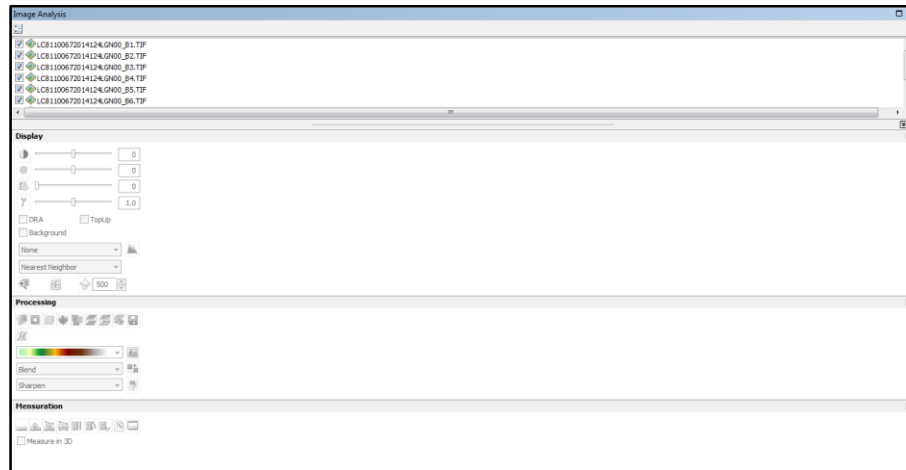 Image Analysis
LC81100672014124LGN00_B1.TIF
LC81100672014124LGN00_B2.TIF
LC81100672014124LGN00_B3.TIF
LC81100672014124LGN00_B4.TIF
LC81100672014124LGN00_B5.TIF
LC81100672014124LGN00_B6.TIF
Display
0
0
0
γ 1.0
DRA TopUp
Background
None
Nearest Neighbor
500
Processing
Blend
Sharpen
Mensuration
Measure in 3D